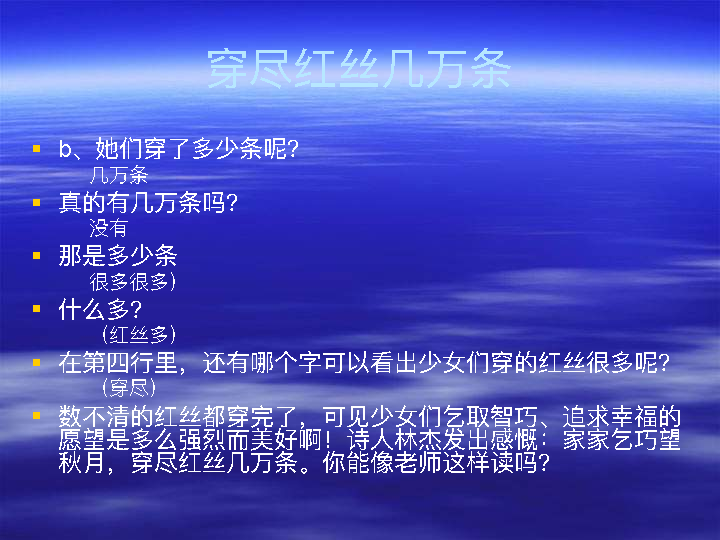 穿尽红丝几万条
b、她们穿了多少条呢?
几万条
真的有几万条吗?
没有
那是多少条
很多很多)
什么多?
(红丝多)
在第四行里，还有哪个字可以看出少女们穿的红丝很多呢?
(穿尽)
数不清的红丝都穿完了，可见少女们乞取智巧、追求幸福的
愿望是多么强烈而美好啊！诗人林杰发出感慨：家家乞巧望
秋月，穿尽红丝几万条。你能像老师这样读吗?